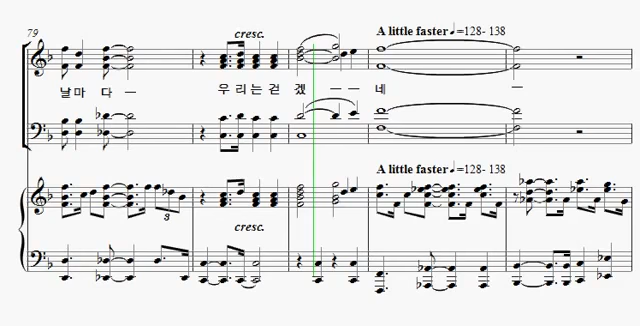 79
cresc.
A little faster ♩=128- 138
날마 다 — 우 리 는 걷 겠 — — 네 —
A little faster ♩=128- 138
3
cresc.